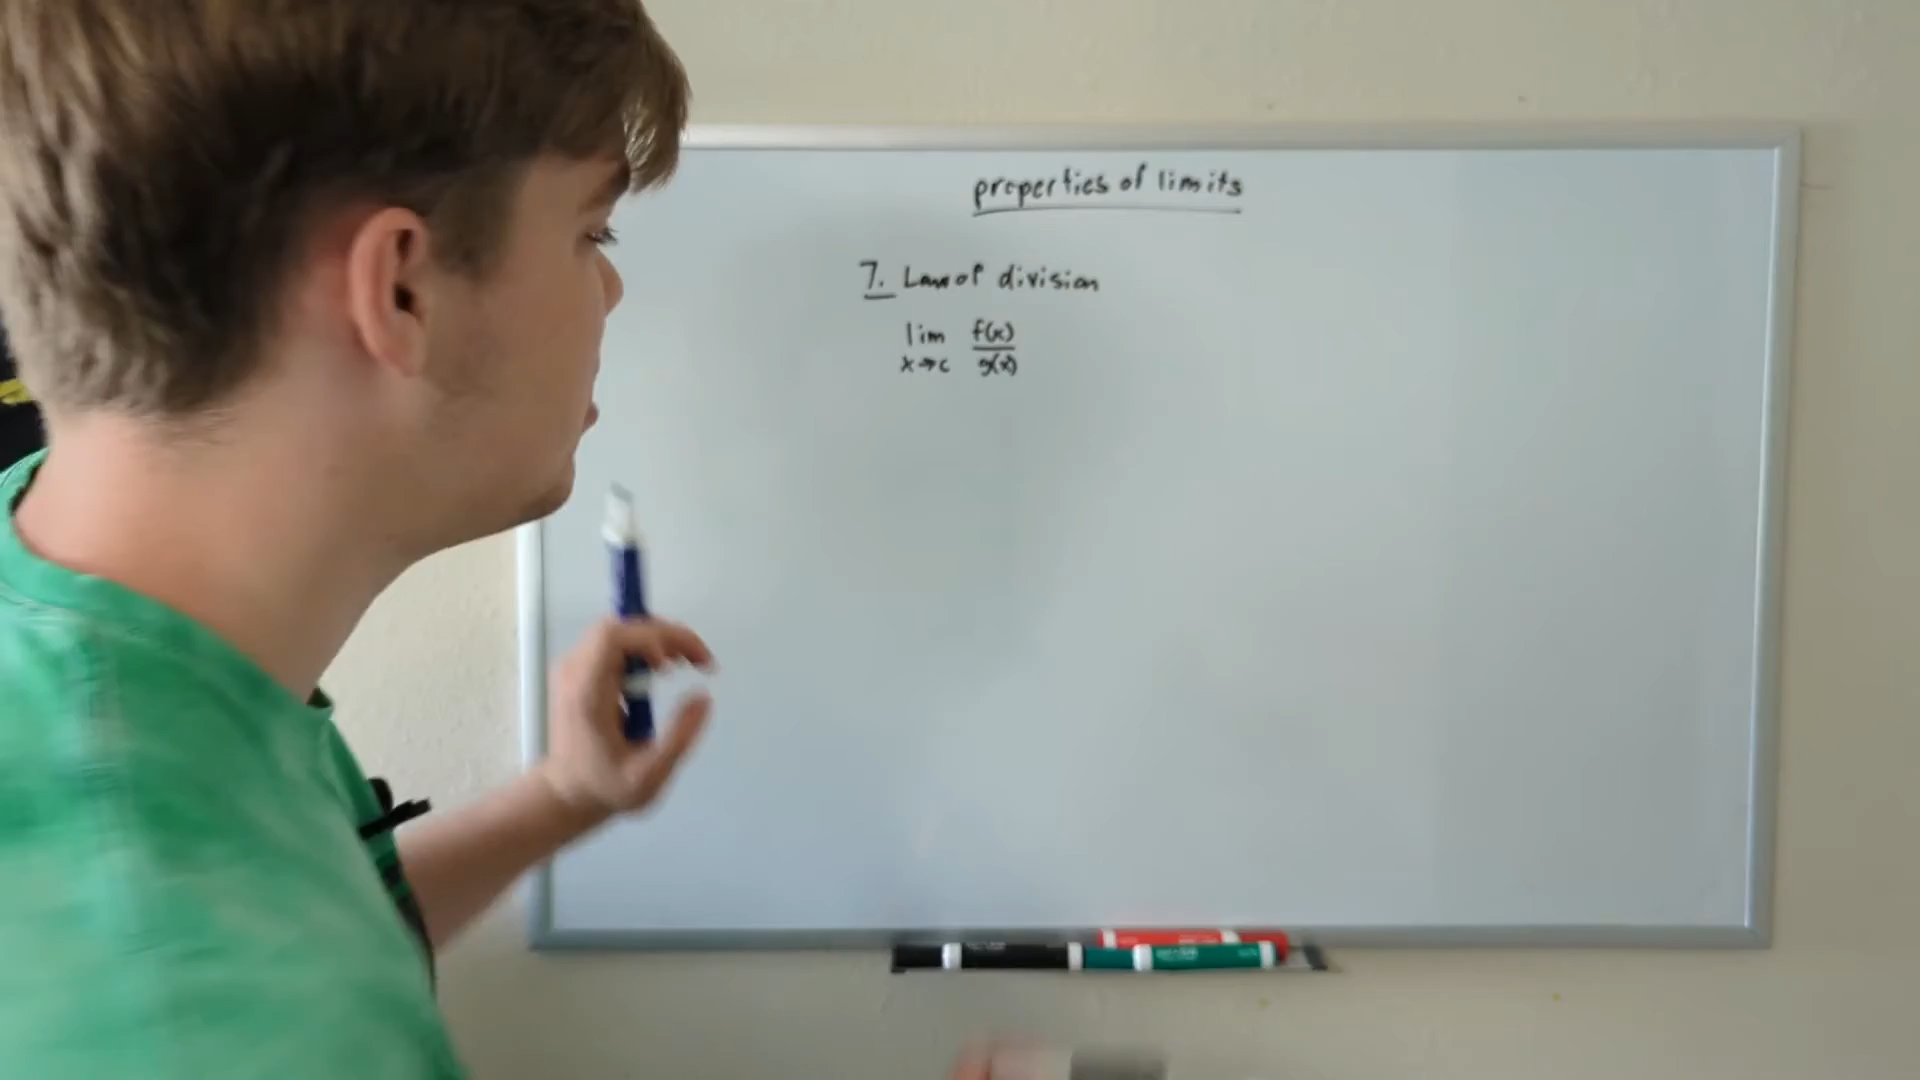 properties of limits
7. Law of division
lim f(x)
x→c g(x)